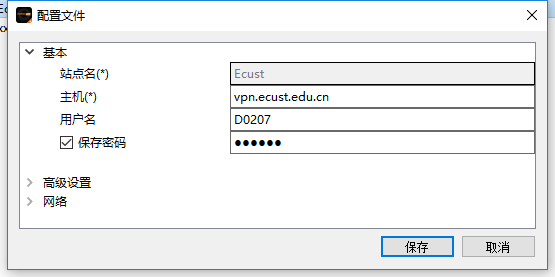 配置文件
基本
站点名(*) Ecust
主机(*) vpn.ecust.edu.cn
用户名 D0207
保存密码 ●●●●●●
高级设置
网络
保存 取消